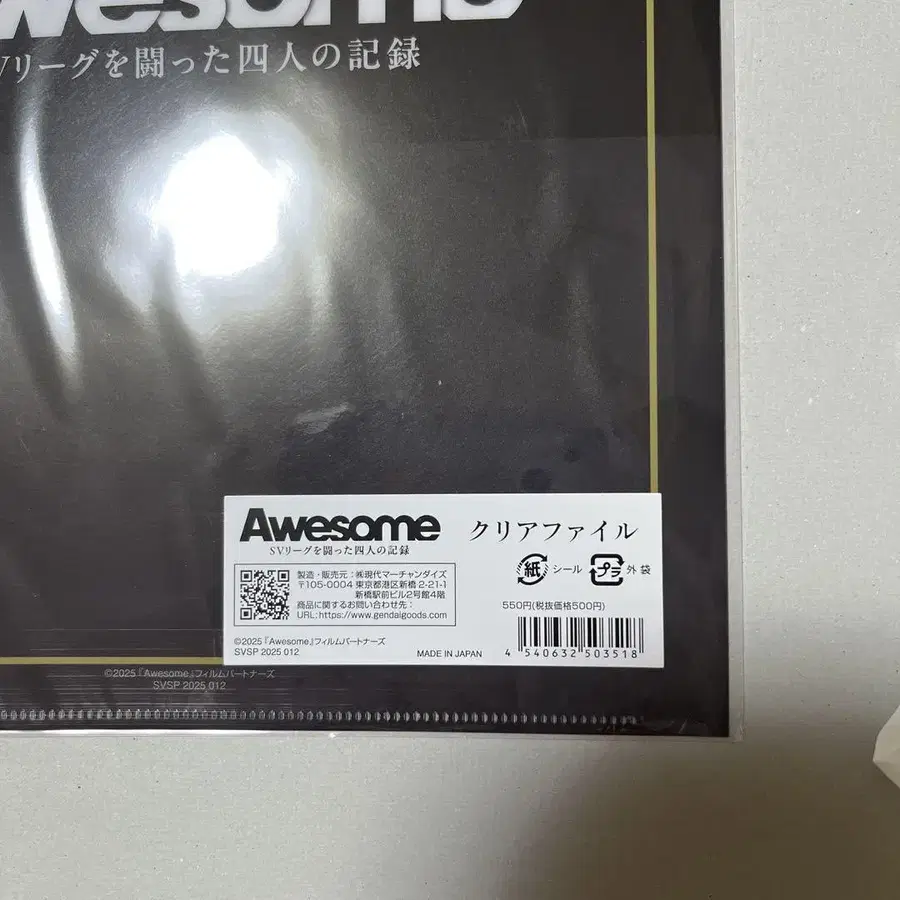 Awesome
SVリーグを闘った四人の記録
Awesome
SVリーグを闘った四人の記録
クリアファイル
紙 シール プラ 外袋
製造・販売元：㈱現代マーチャンダイズ
〒105-0004 東京都港区新橋 2-21-1
新橋駅前ビル2号館4階
商品に関するお問い合わせ先：
URL:https://www.gendaigoods.com
550円(税抜価格500円)
©2025『Awesome』フィルムパートナーズ
SVSP 2025 012
MADE IN JAPAN
4 540632 503518
©2025『Awesome』フィルムパートナーズ
SVSP 2025 012